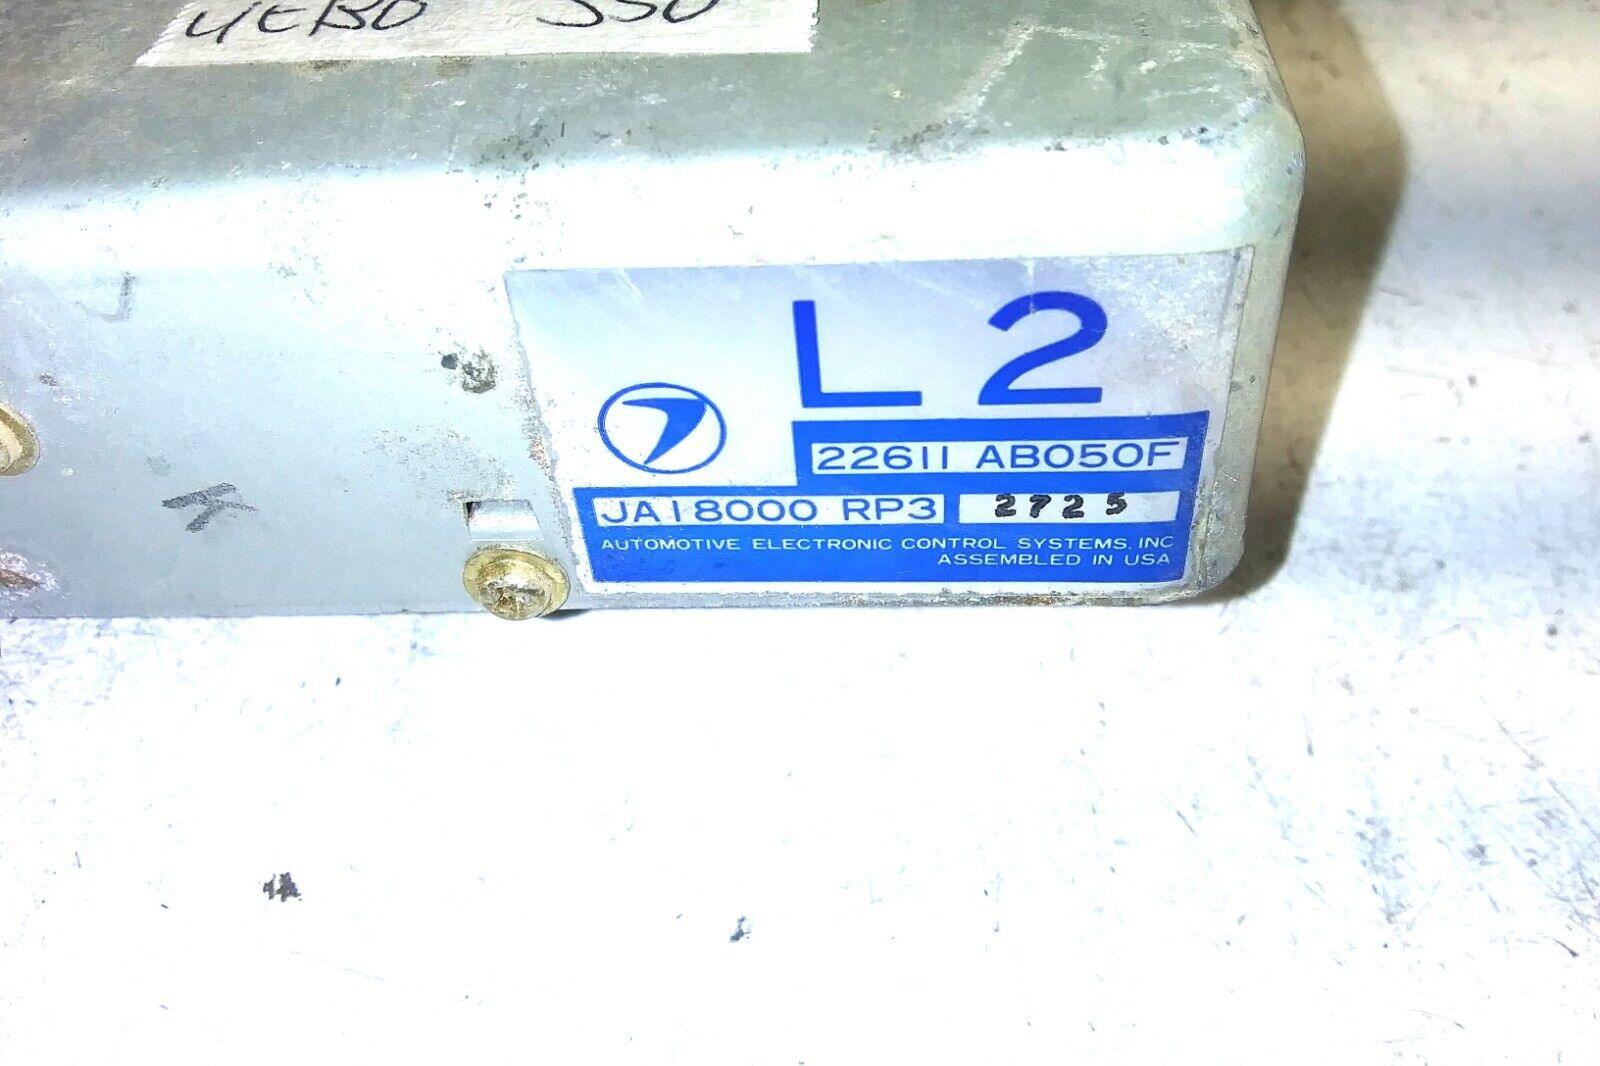 L2
22611 AB050F
JA18000 RP3 2725
AUTOMOTIVE ELECTRONIC CONTROL SYSTEMS, INC
ASSEMBLED IN USA